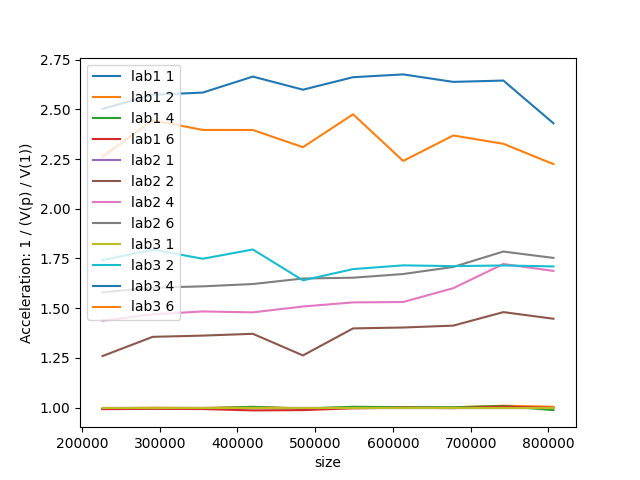 2.75
2.50
2.25
2.00
1.75
1.50
1.25
1.00
Acceleration: 1 / (V(p) / V(1))
lab1 1
lab1 2
lab1 4
lab1 6
lab2 1
lab2 2
lab2 4
lab2 6
lab3 1
lab3 2
lab3 4
lab3 6
200000 300000 400000 500000 600000 700000 800000
size